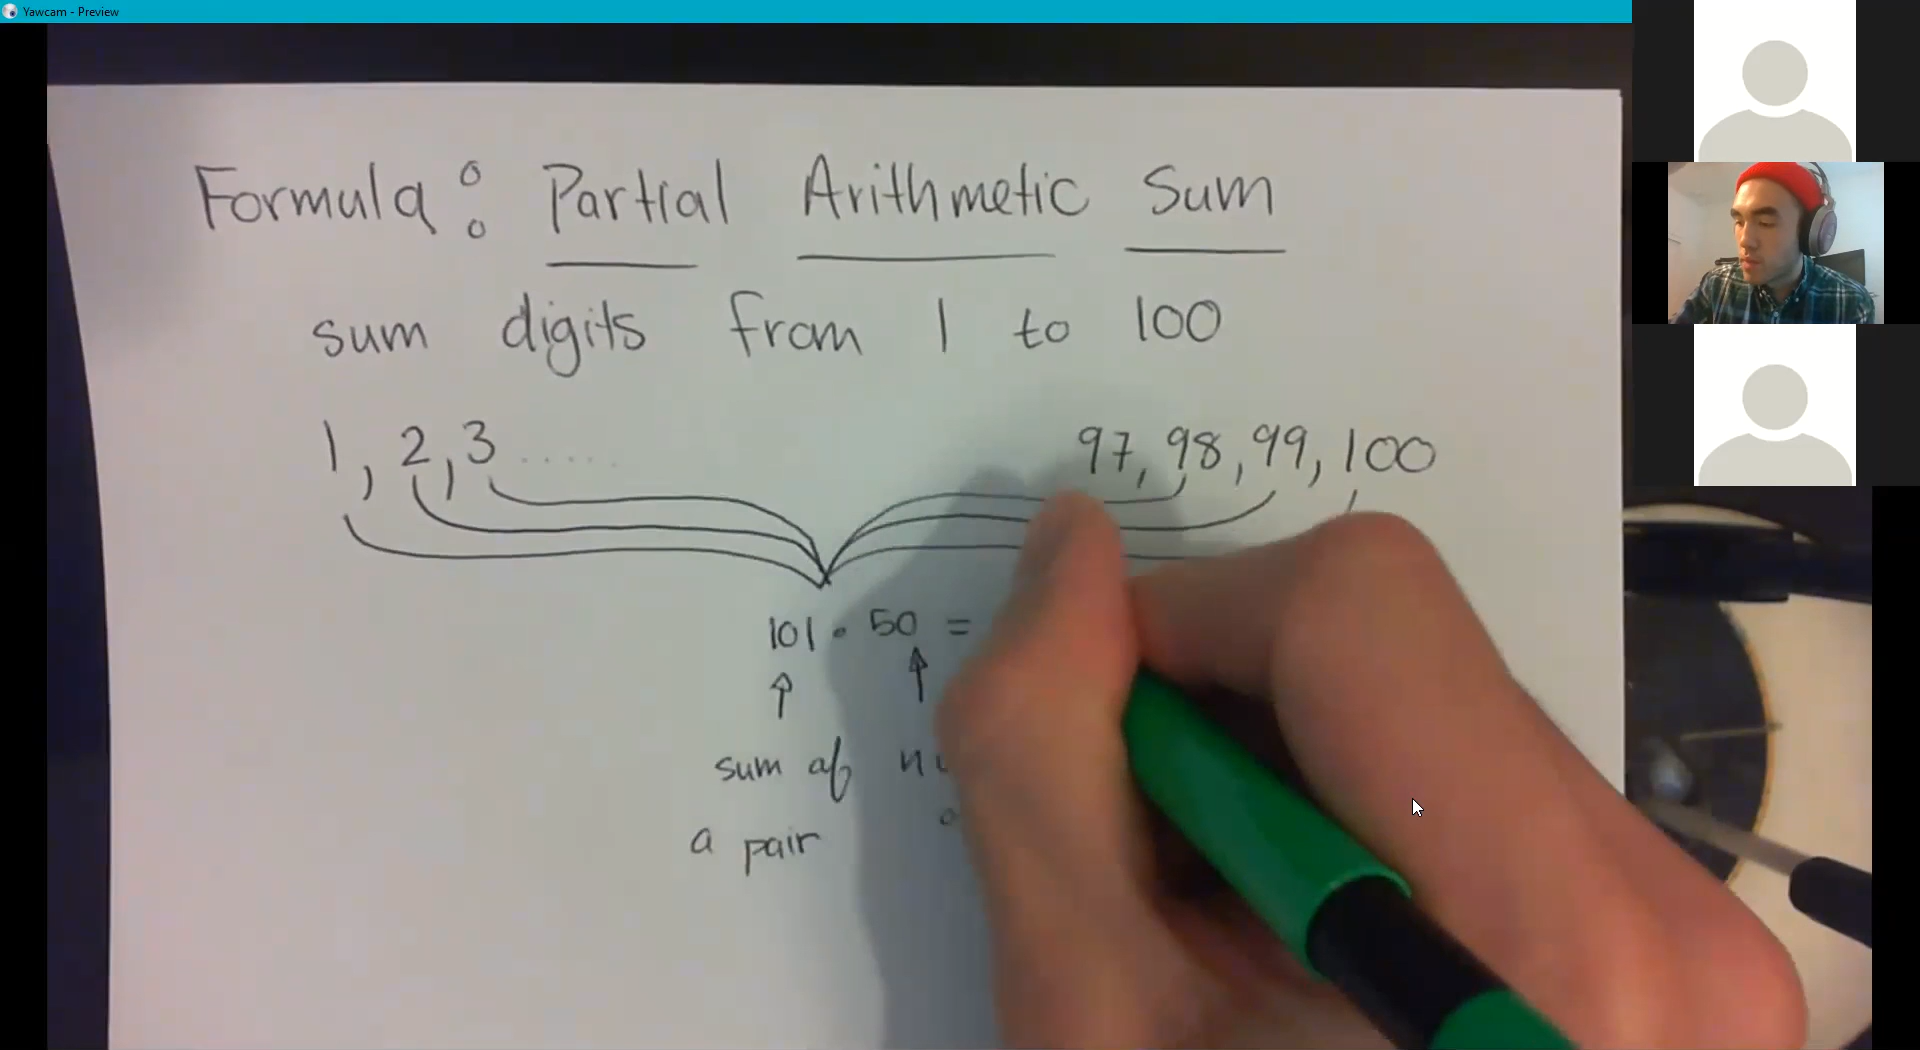 Yawcam - Preview
Formula: Partial Arithmetic Sum
sum digits from 1 to 100
1, 2, 3 ..... 97, 98, 99, 100
101 • 50 =
sum of
a pair